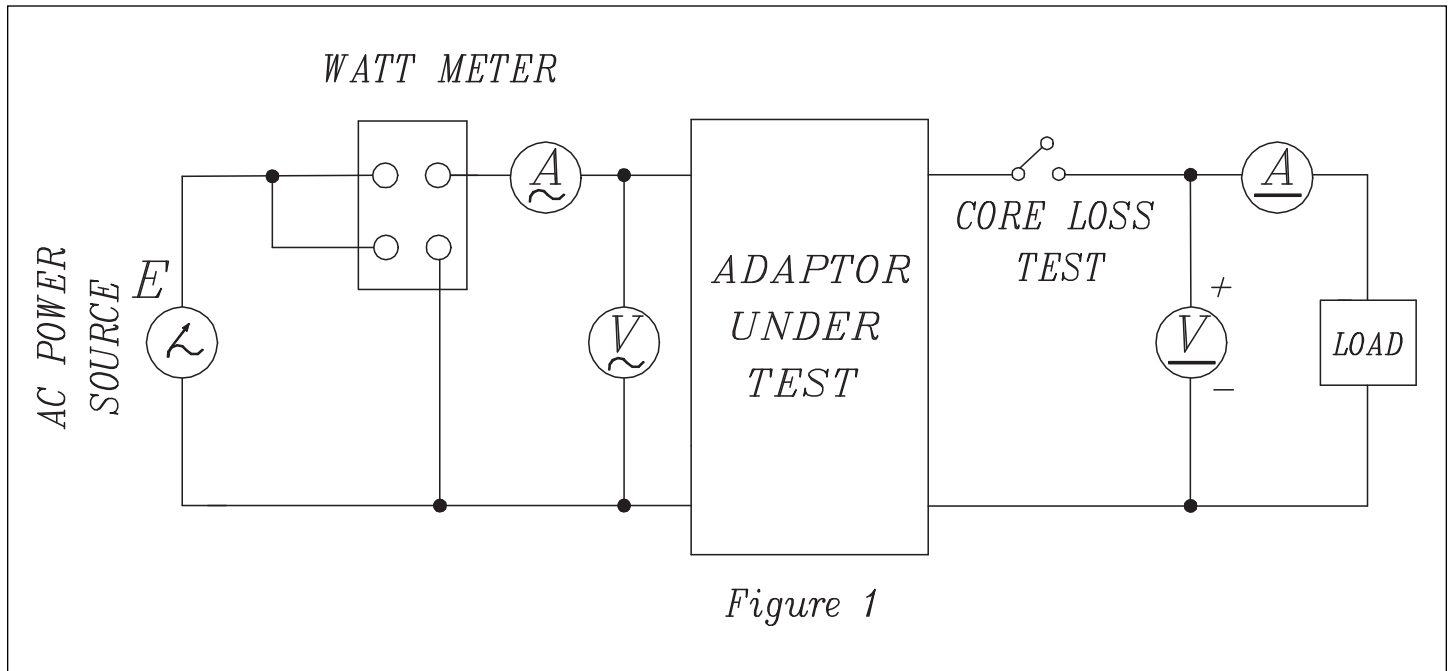 WATT METER
A
E
AC POWER
SOURCE
V
ADAPTOR
UNDER
TEST
CORE LOSS
TEST
A
V
+
−
LOAD
Figure 1